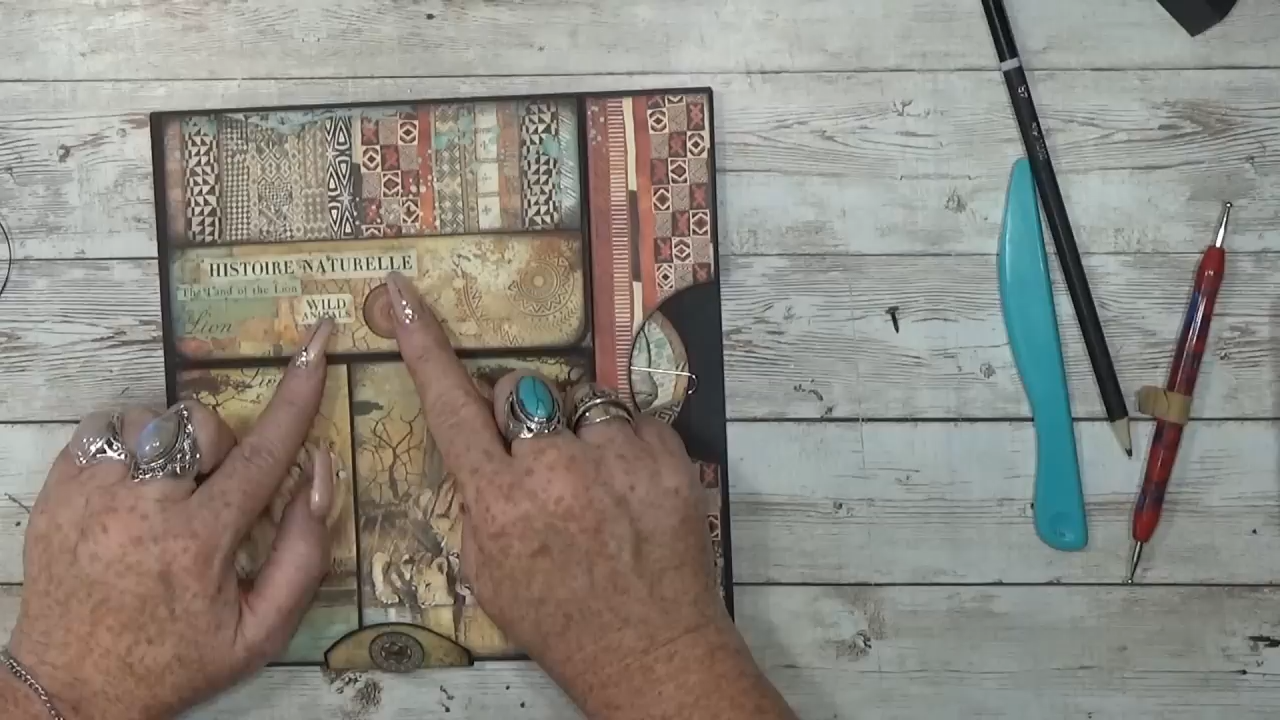 HISTOIRE NATURELLE
The Land of the Lion
WILD
ANIMALS
Lion